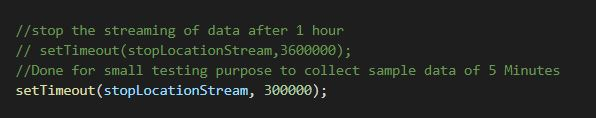 //stop the streaming of data after 1 hour
// setTimeout(stopLocationStream,3600000);
//Done for small testing purpose to collect sample data of 5 Minutes
setTimeout(stopLocationStream, 300000);